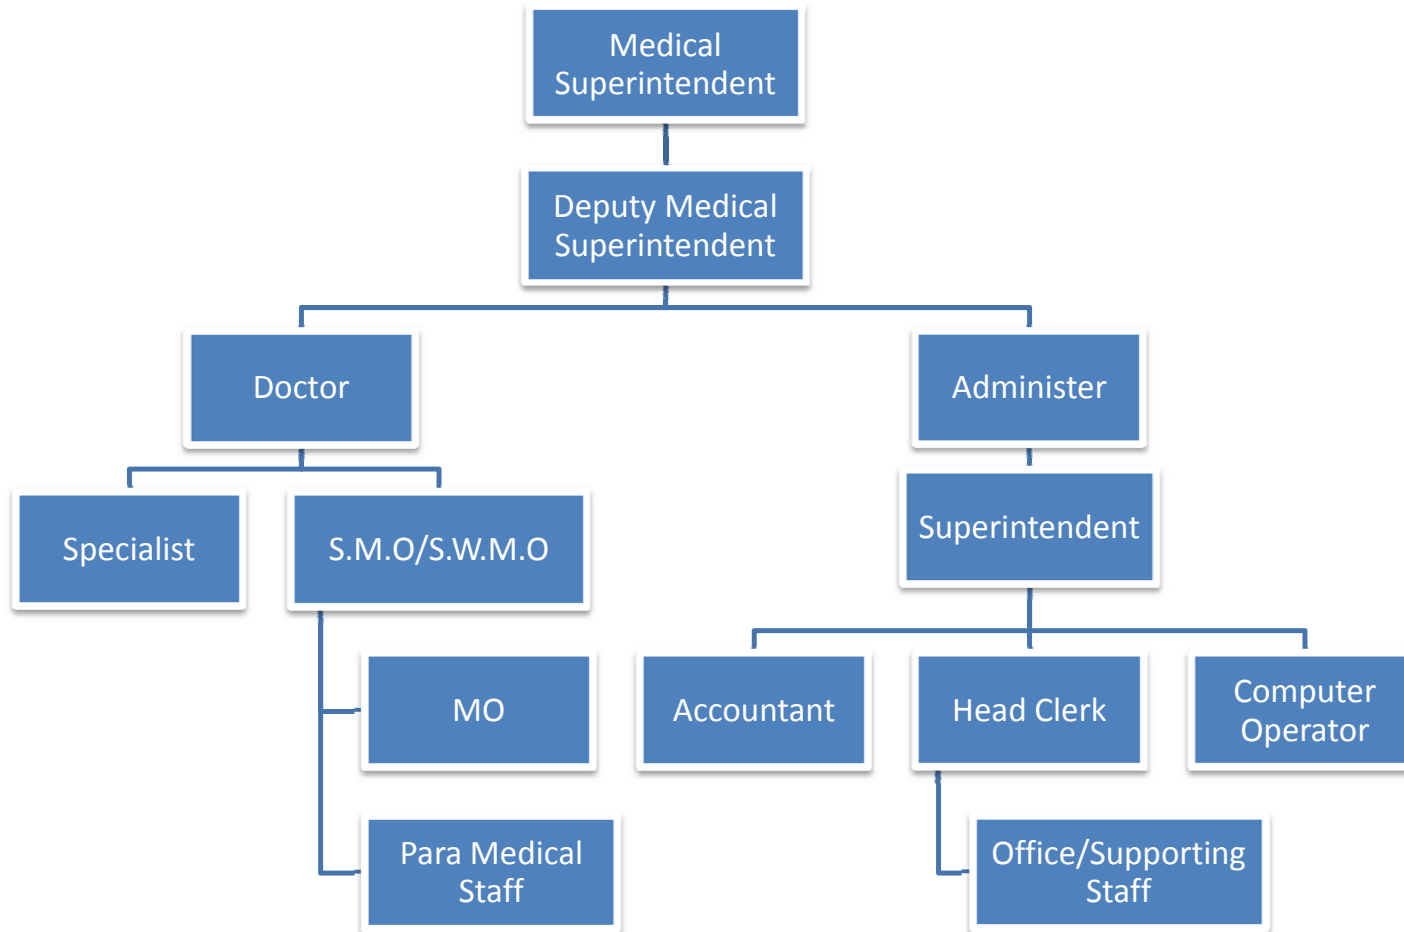 Medical
Superintendent
Deputy Medical
Superintendent
Doctor
Administer
Specialist
S.M.O/S.W.M.O
Superintendent
MO
Accountant
Head Clerk
Computer
Operator
Para Medical
Staff
Office/Supporting
Staff